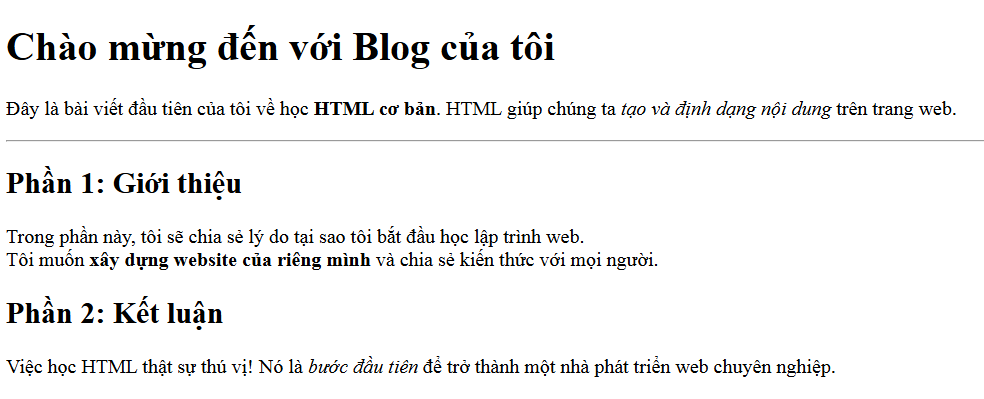 Chào mừng đến với Blog của tôi
Đây là bài viết đầu tiên của tôi về học HTML cơ bản. HTML giúp chúng ta tạo và định dạng nội dung trên trang web.
Phần 1: Giới thiệu
Trong phần này, tôi sẽ chia sẻ lý do tại sao tôi bắt đầu học lập trình web.
Tôi muốn xây dựng website của riêng mình và chia sẻ kiến thức với mọi người.
Phần 2: Kết luận
Việc học HTML thật sự thú vị! Nó là bước đầu tiên để trở thành một nhà phát triển web chuyên nghiệp.